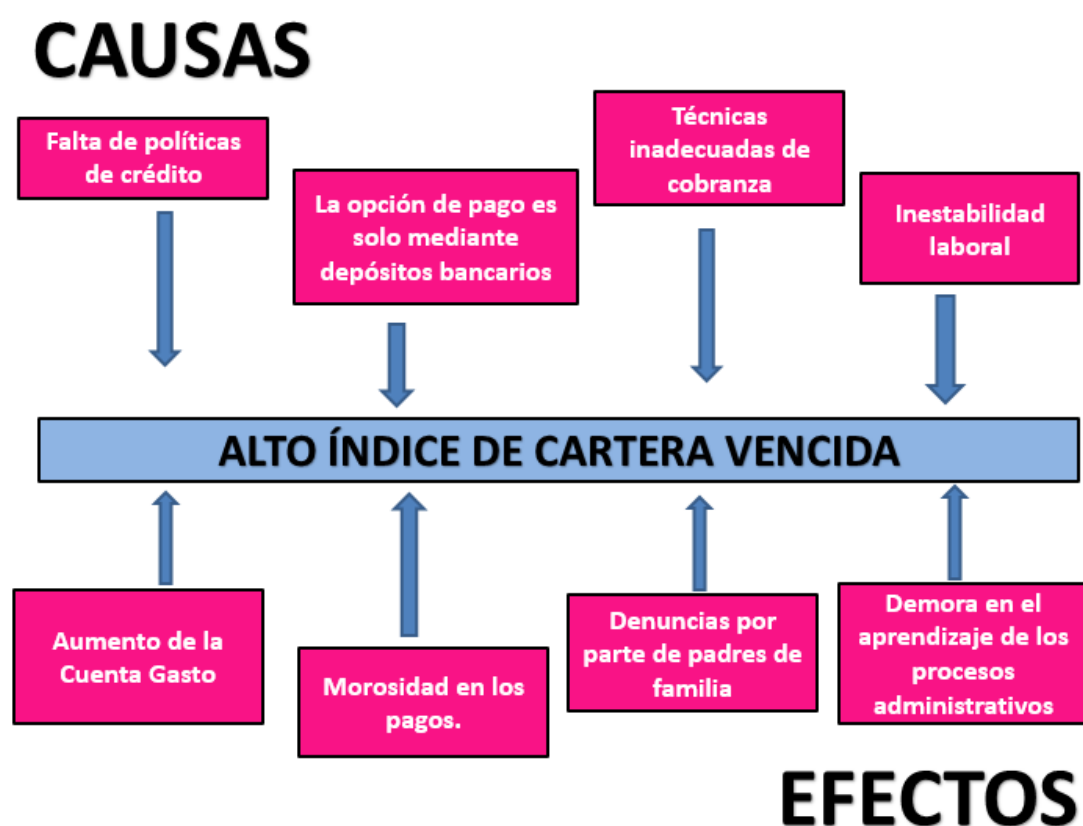 CAUSAS
Falta de políticas
de crédito
La opción de pago es
solo mediante
depósitos bancarios
Técnicas
inadecuadas de
cobranza
Inestabilidad
laboral
ALTO ÍNDICE DE CARTERA VENCIDA
Aumento de la
Cuenta Gasto
Morosidad en los
pagos.
Denuncias por
parte de padres de
familia
Demora en el
aprendizaje de los
procesos
administrativos
EFECTOS